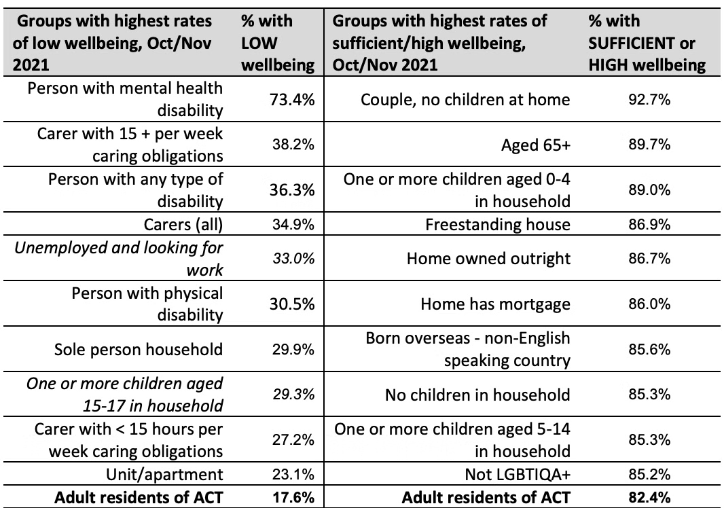 Groups with highest rates of low wellbeing, Oct/Nov 2021 | % with LOW wellbeing | Groups with highest rates of sufficient/high wellbeing, Oct/Nov 2021 | % with SUFFICIENT or HIGH wellbeing
Person with mental health disability | 73.4% | Couple, no children at home | 92.7%
Carer with 15 + per week caring obligations | 38.2% | Aged 65+ | 89.7%
Person with any type of disability | 36.3% | One or more children aged 0-4 in household | 89.0%
Carers (all) | 34.9% | Freestanding house | 86.9%
Unemployed and looking for work | 33.0% | Home owned outright | 86.7%
Person with physical disability | 30.5% | Home has mortgage | 86.0%
Sole person household | 29.9% | Born overseas - non-English speaking country | 85.6%
One or more children aged 15-17 in household | 29.3% | No children in household | 85.3%
Carer with < 15 hours per week caring obligations | 27.2% | One or more children aged 5-14 in household | 85.3%
Unit/apartment | 23.1% | Not LGBTIQA+ | 85.2%
Adult residents of ACT | 17.6% | Adult residents of ACT | 82.4%